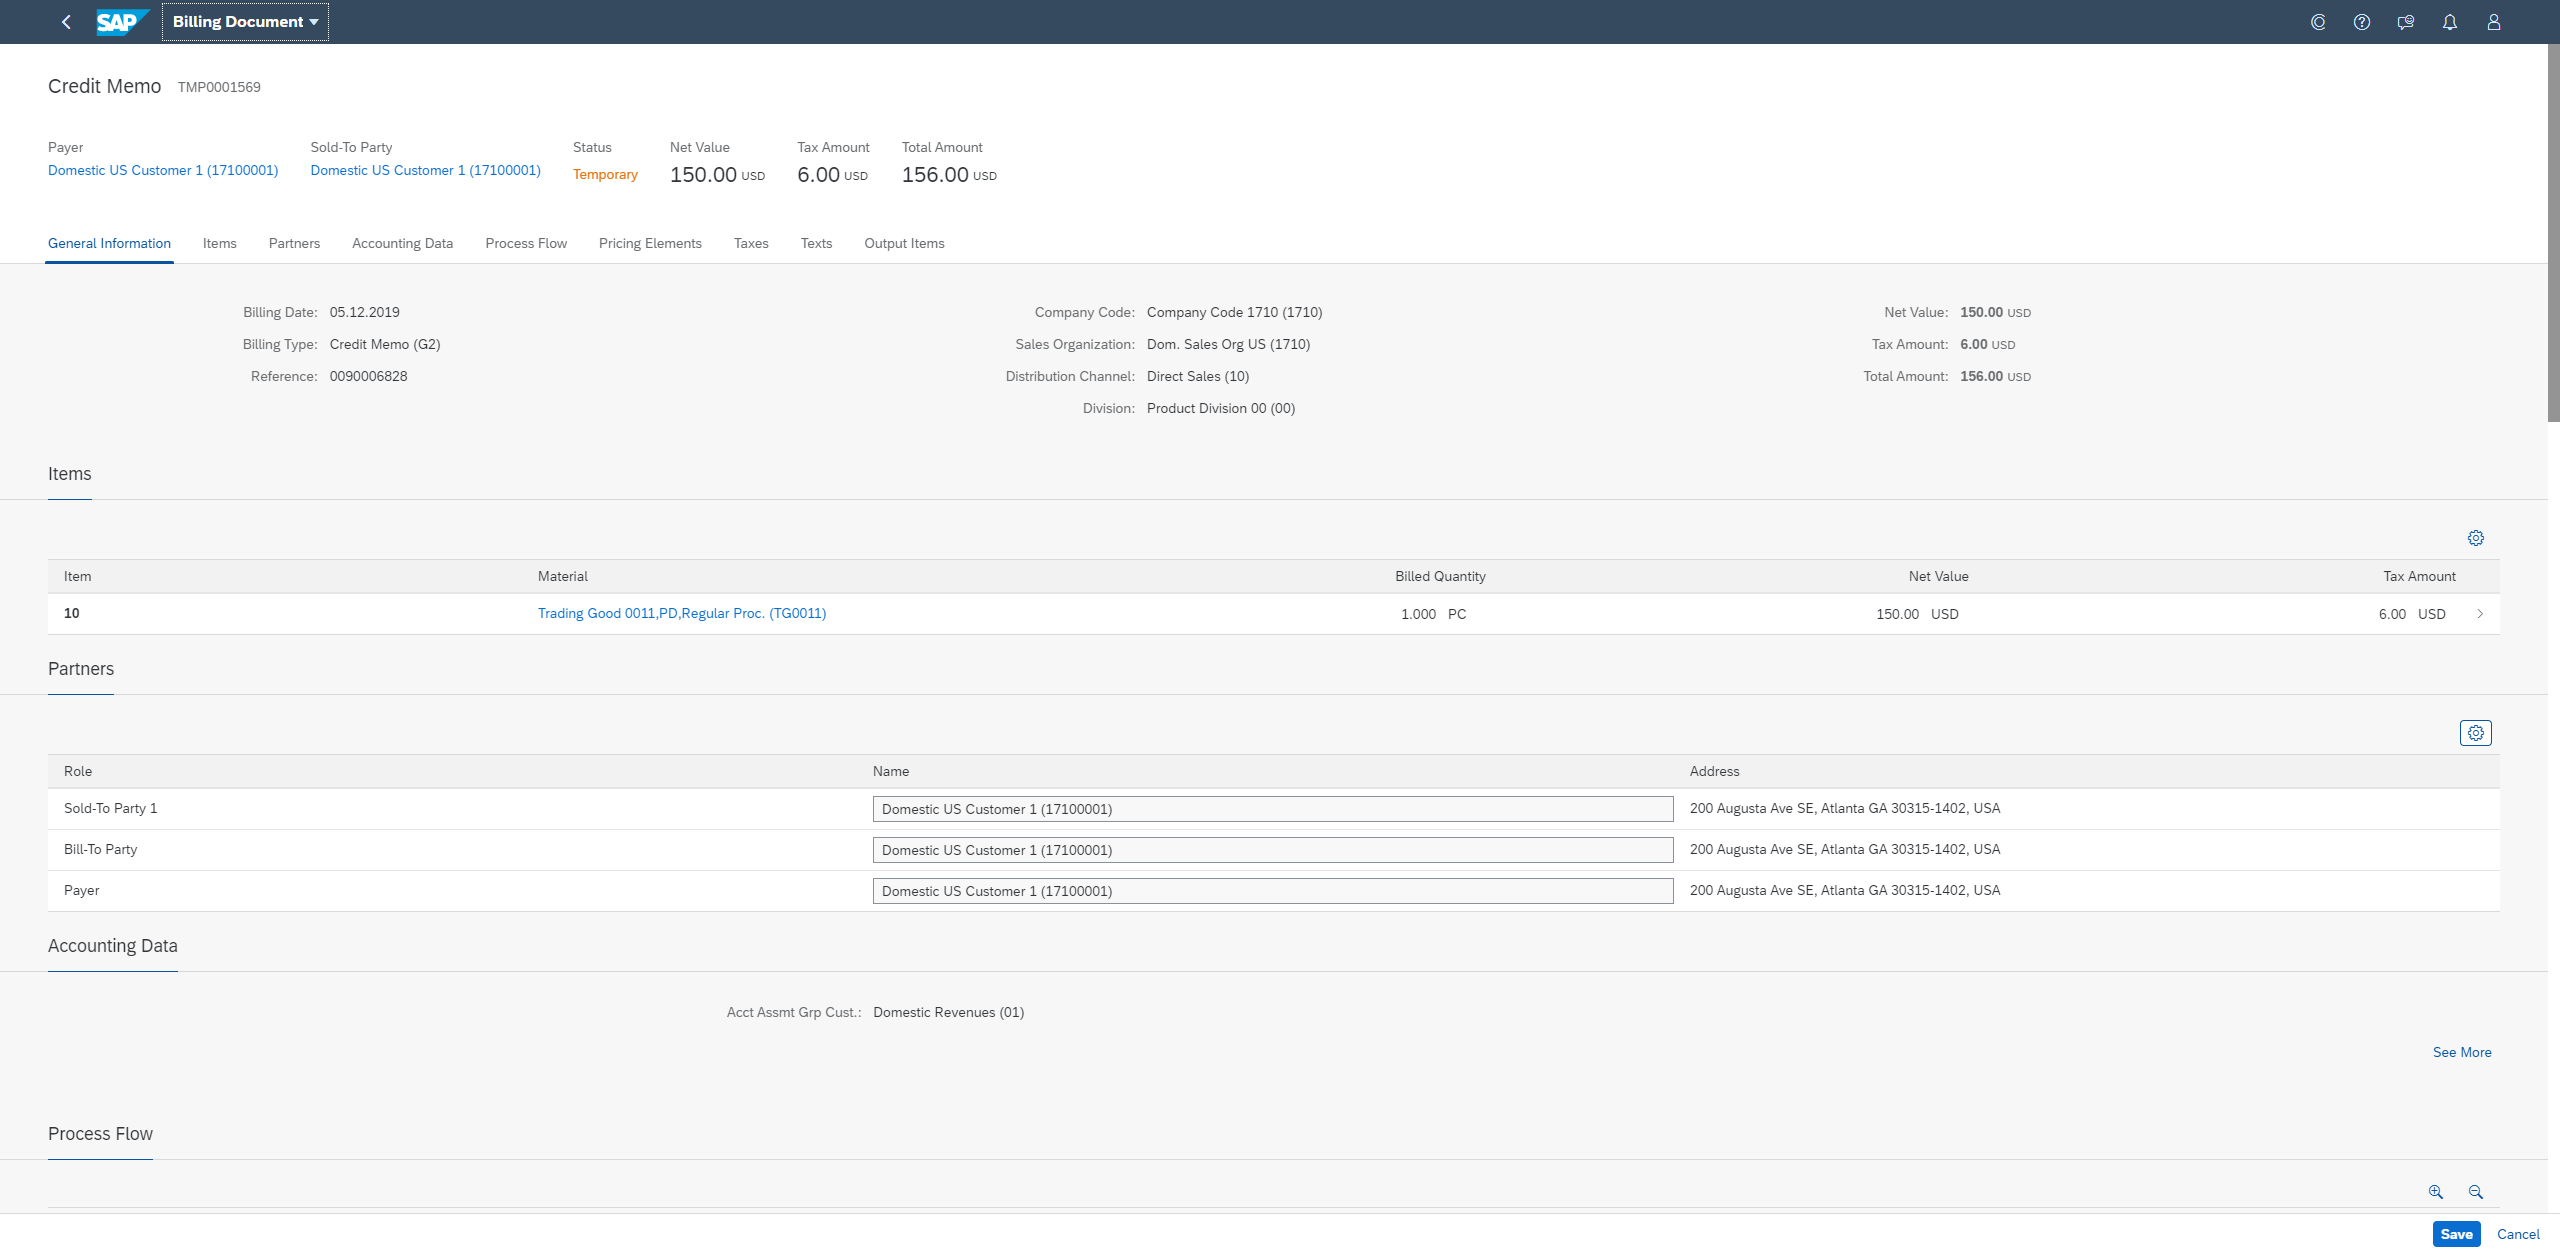 SAP Billing Document
Credit Memo TMP0001569
Payer Sold-To Party Status Net Value Tax Amount Total Amount
Domestic US Customer 1 (17100001) Domestic US Customer 1 (17100001) Temporary 150.00 USD 6.00 USD 156.00 USD
General Information Items Partners Accounting Data Process Flow Pricing Elements Taxes Texts Output Items
Billing Date: 05.12.2019 Company Code: Company Code 1710 (1710) Net Value: 150.00 USD
Billing Type: Credit Memo (G2) Sales Organization: Dom. Sales Org US (1710) Tax Amount: 6.00 USD
Reference: 0090006828 Distribution Channel: Direct Sales (10) Total Amount: 156.00 USD
Division: Product Division 00 (00)
Items
Item Material Billed Quantity Net Value Tax Amount
10 Trading Good 0011,PD,Regular Proc. (TG0011) 1.000 PC 150.00 USD 6.00 USD
Partners
Role Name Address
Sold-To Party 1 Domestic US Customer 1 (17100001) 200 Augusta Ave SE, Atlanta GA 30315-1402, USA
Bill-To Party Domestic US Customer 1 (17100001) 200 Augusta Ave SE, Atlanta GA 30315-1402, USA
Payer Domestic US Customer 1 (17100001) 200 Augusta Ave SE, Atlanta GA 30315-1402, USA
Accounting Data
Acct Assmt Grp Cust.: Domestic Revenues (01)
See More
Process Flow
Save Cancel